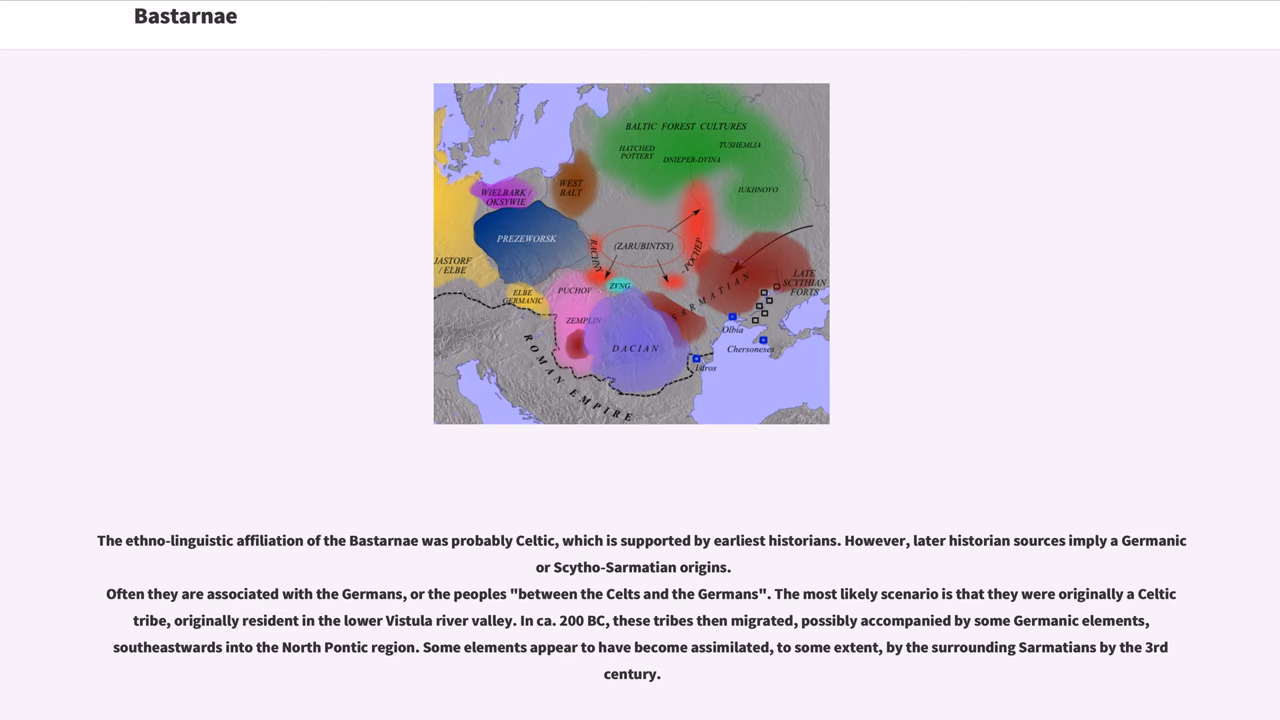 Bastarnae
BALTIC FOREST CULTURES
HATCHED
POTTERY
TUSHEMLIA
DNIEPER-DVINA
IUKHNOVO
WEST
BALT
WIELBARK /
OKSYWIE
PREZEWORSK
JASTORF
/ ELBE
RACHNY
(ZARUBINTSY)
- POCHEP
ELBE
GERMANIC
PUCHOV
ZVNG
SARMATIAN
LATE
SCYTHIAN
FORTS
ZEMPLIN
DACIAN
Olbia
Chersoneses
Istros
ROMAN EMPIRE
The ethno-linguistic affiliation of the Bastarnae was probably Celtic, which is supported by earliest historians. However, later historian sources imply a Germanic
or Scytho-Sarmatian origins.
Often they are associated with the Germans, or the peoples "between the Celts and the Germans". The most likely scenario is that they were originally a Celtic
tribe, originally resident in the lower Vistula river valley. In ca. 200 BC, these tribes then migrated, possibly accompanied by some Germanic elements,
southeastwards into the North Pontic region. Some elements appear to have become assimilated, to some extent, by the surrounding Sarmatians by the 3rd
century.